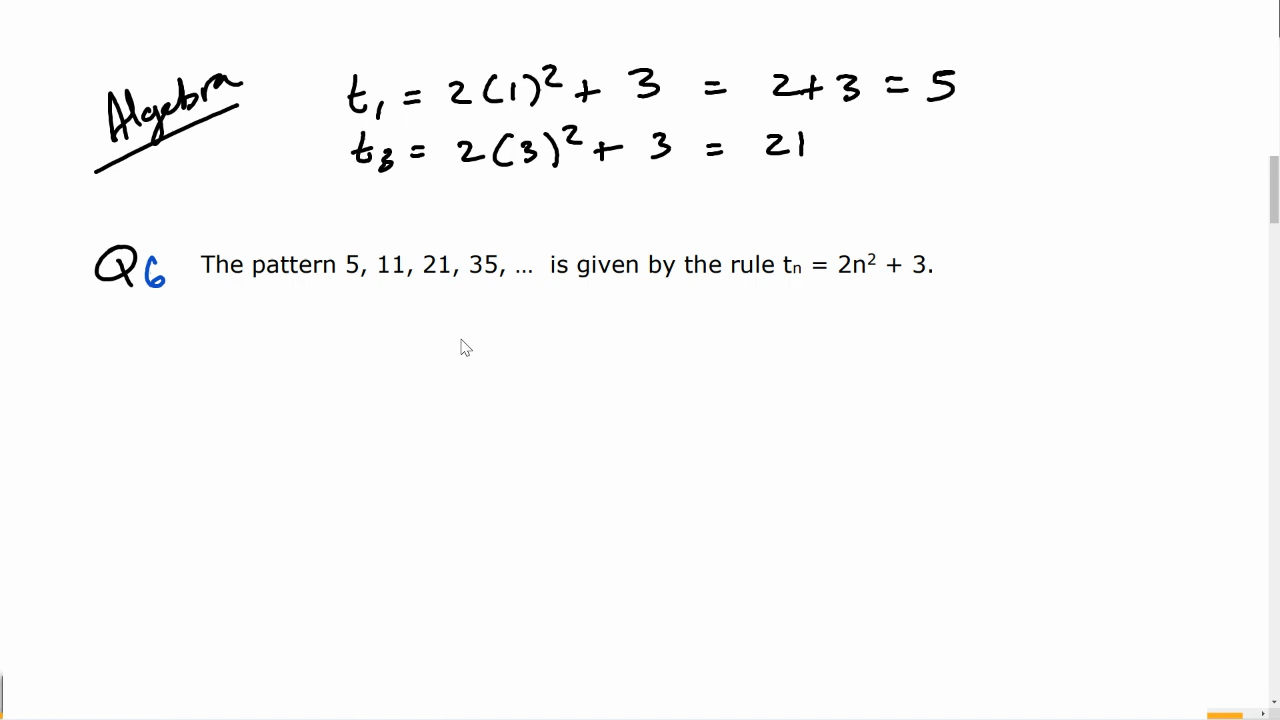 Algebra
t₁ = 2(1)² + 3 = 2+3 = 5
t₃ = 2(3)² + 3 = 21
Q6 The pattern 5, 11, 21, 35, ... is given by the rule tₙ = 2n² + 3.